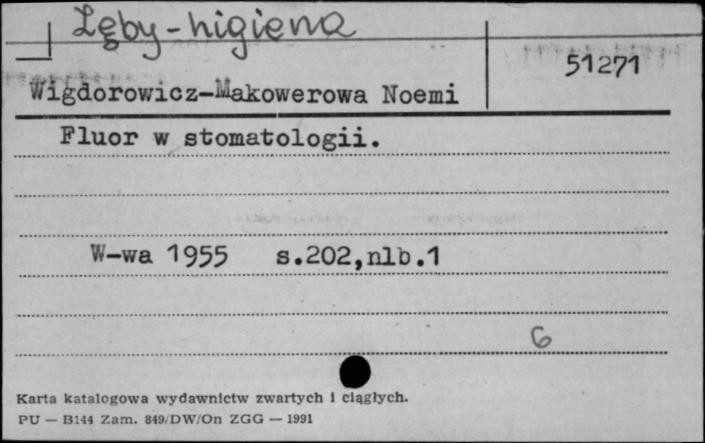 Zęby-higiena
51271
Wigdorowicz-Makowerowa Noemi
Fluor w stomatologii.
W-wa 1955 s.202,nlb.1
6
Karta katalogowa wydawnictw zwartych i ciągłych.
PU — B144 Zam. 849/DW/On ZGG — 1991